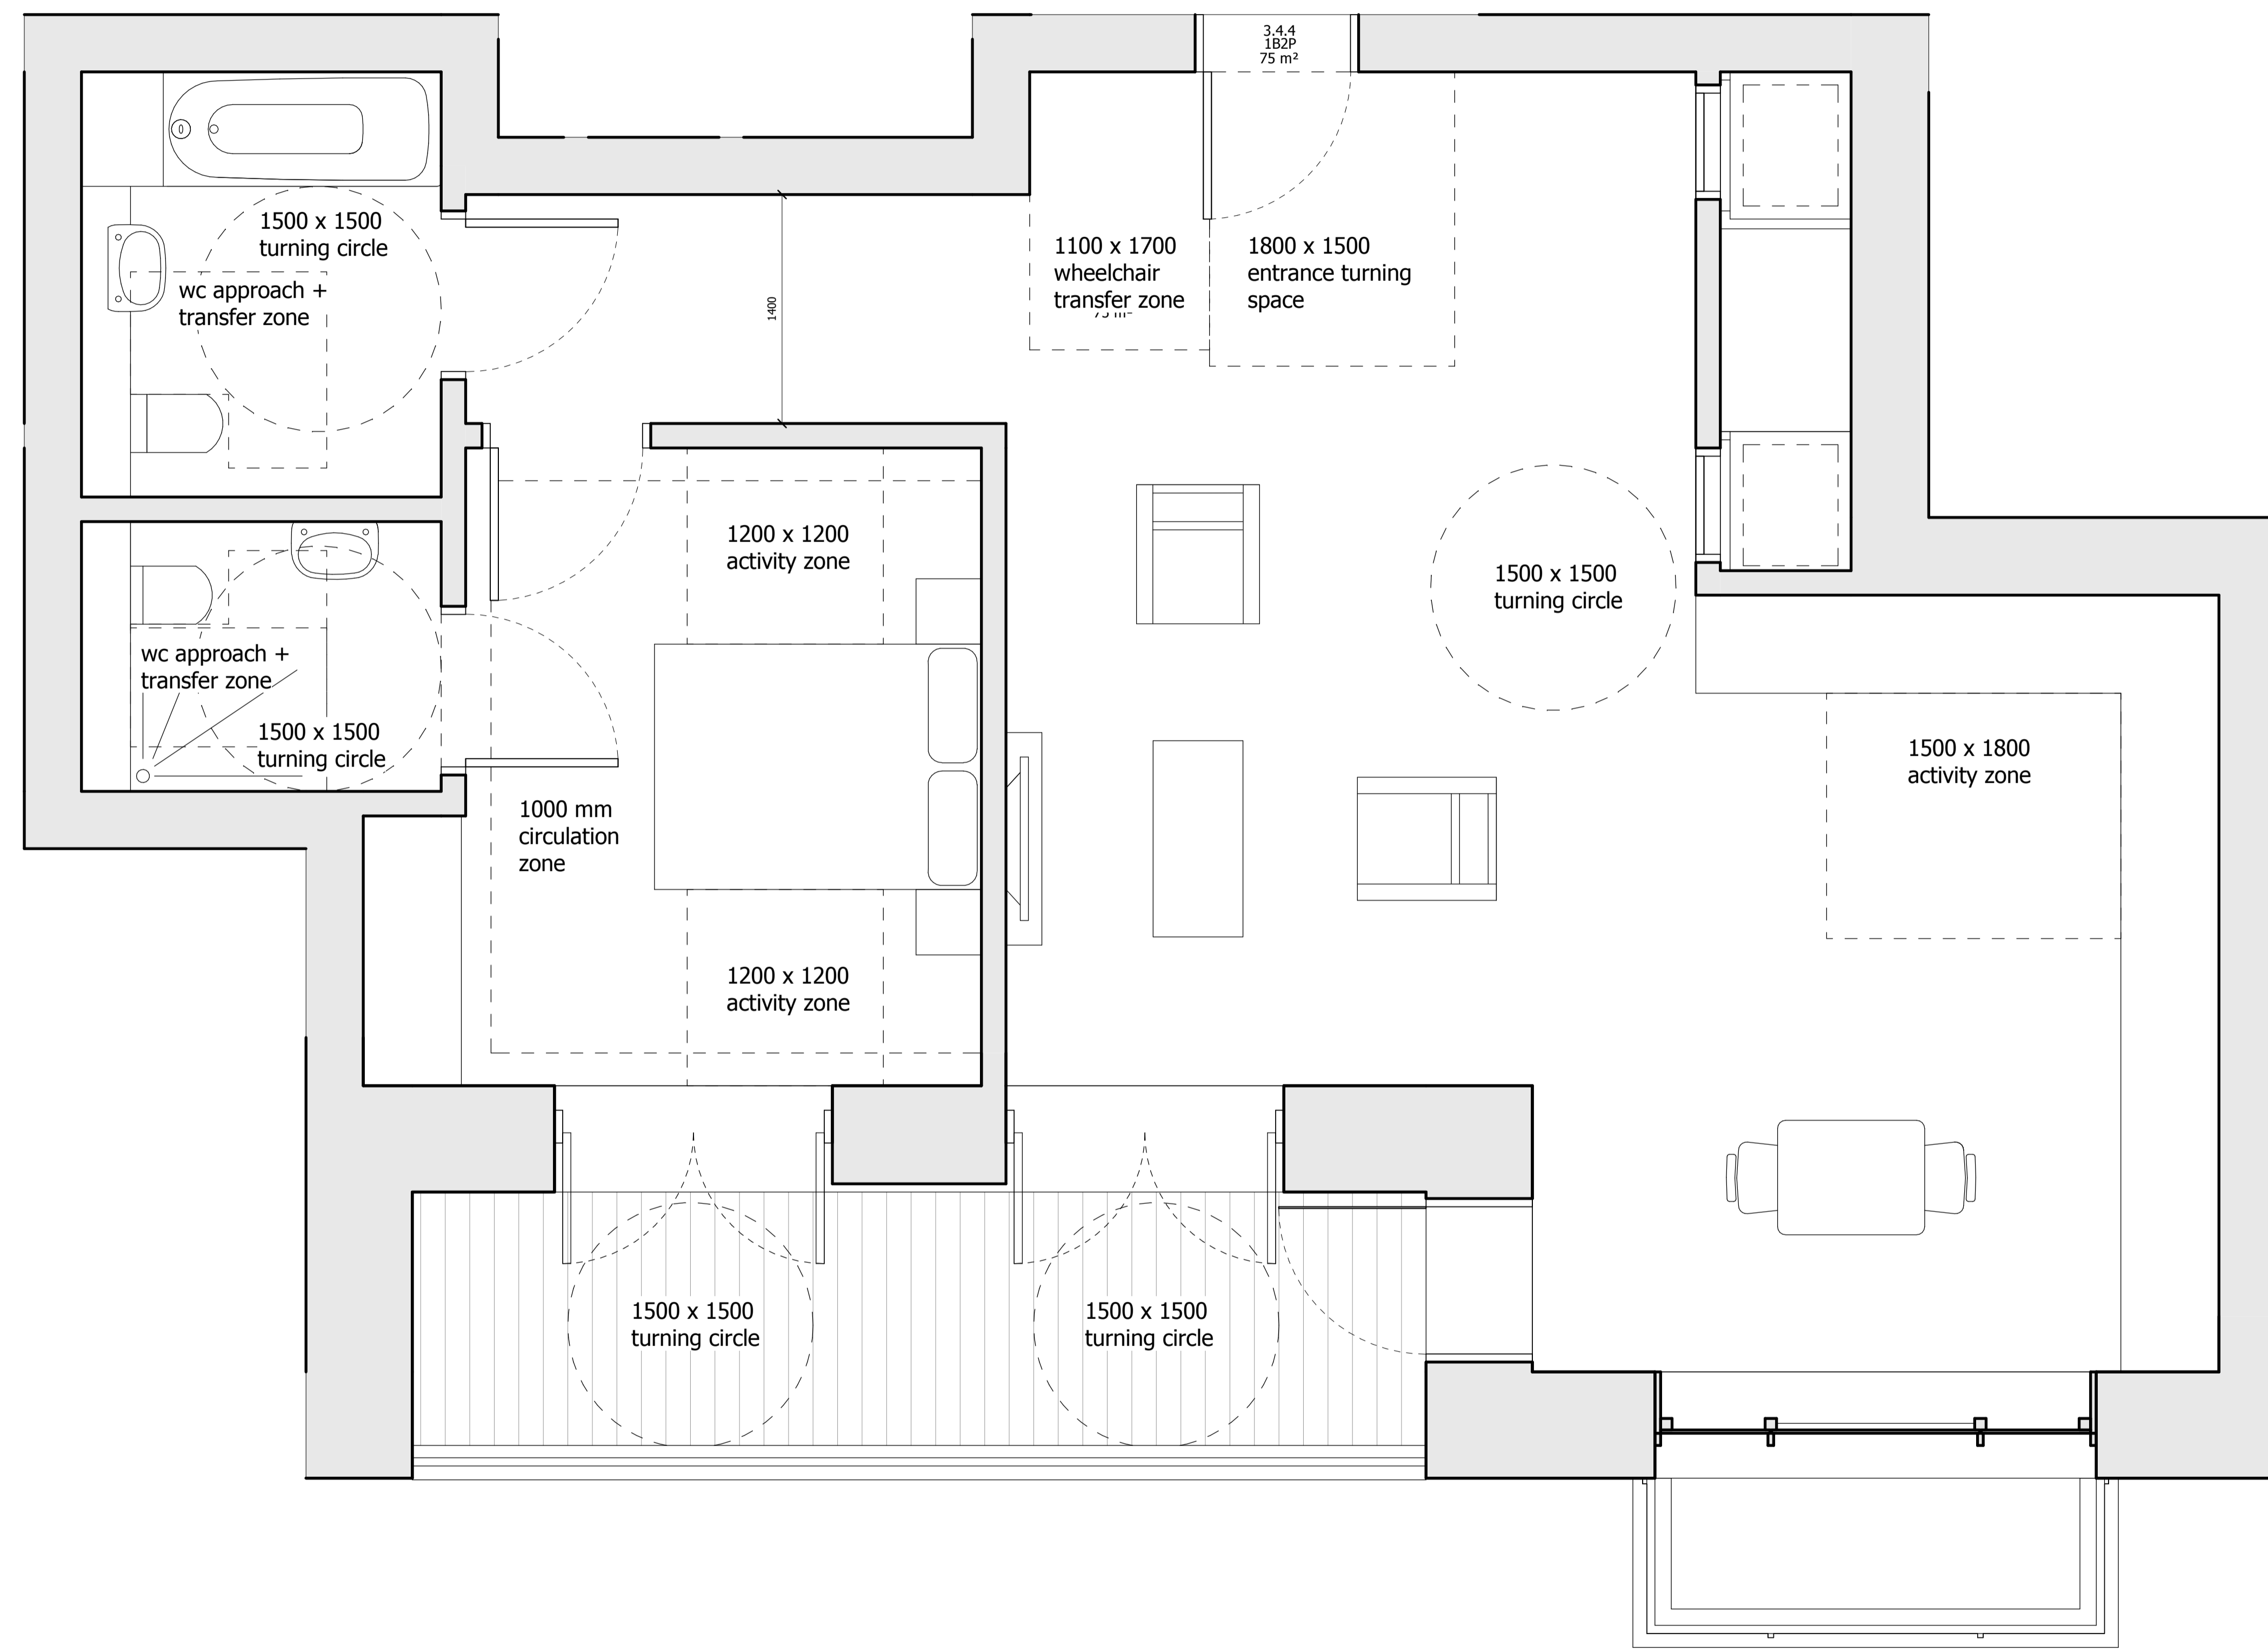 3.4.4
1B2P
75 m²
1500 x 1500
turning circle
wc approach +
transfer zone
1400
1100 x 1700
wheelchair
transfer zone
1800 x 1500
entrance turning
space
1200 x 1200
activity zone
1500 x 1500
turning circle
wc approach +
transfer zone
1500 x 1500
turning circle
1000 mm
circulation
zone
1500 x 1800
activity zone
1200 x 1200
activity zone
1500 x 1500
turning circle
1500 x 1500
turning circle